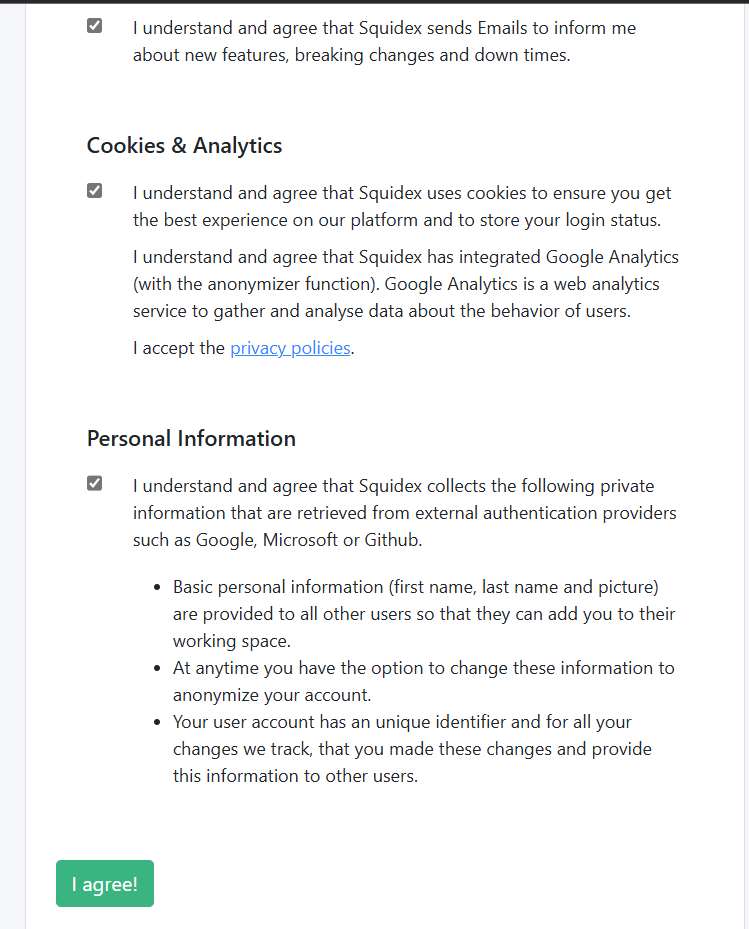 I understand and agree that Squidex sends Emails to inform me
about new features, breaking changes and down times.
Cookies & Analytics
I understand and agree that Squidex uses cookies to ensure you get
the best experience on our platform and to store your login status.
I understand and agree that Squidex has integrated Google Analytics
(with the anonymizer function). Google Analytics is a web analytics
service to gather and analyse data about the behavior of users.
I accept the privacy policies.
Personal Information
I understand and agree that Squidex collects the following private
information that are retrieved from external authentication providers
such as Google, Microsoft or Github.
• Basic personal information (first name, last name and picture)
are provided to all other users so that they can add you to their
working space.
• At anytime you have the option to change these information to
anonymize your account.
• Your user account has an unique identifier and for all your
changes we track, that you made these changes and provide
this information to other users.
I agree!